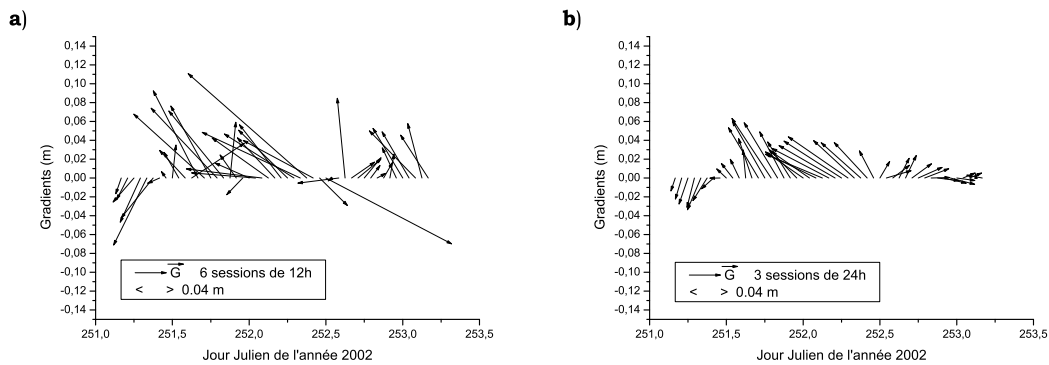 a)
0,14
0,12
0,10
0,08
0,06
0,04
0,02
0,00
-0,02
-0,04
-0,06
-0,08
-0,10
-0,12
-0,14
Gradients (m)
G 6 sessions de 12h
< > 0.04 m
251,0 251,5 252,0 252,5 253,0 253,5
Jour Julien de l'année 2002
b)
0,14
0,12
0,10
0,08
0,06
0,04
0,02
0,00
-0,02
-0,04
-0,06
-0,08
-0,10
-0,12
-0,14
Gradients (m)
G 3 sessions de 24h
< > 0.04 m
251,0 251,5 252,0 252,5 253,0 253,5
Jour Julien de l'année 2002